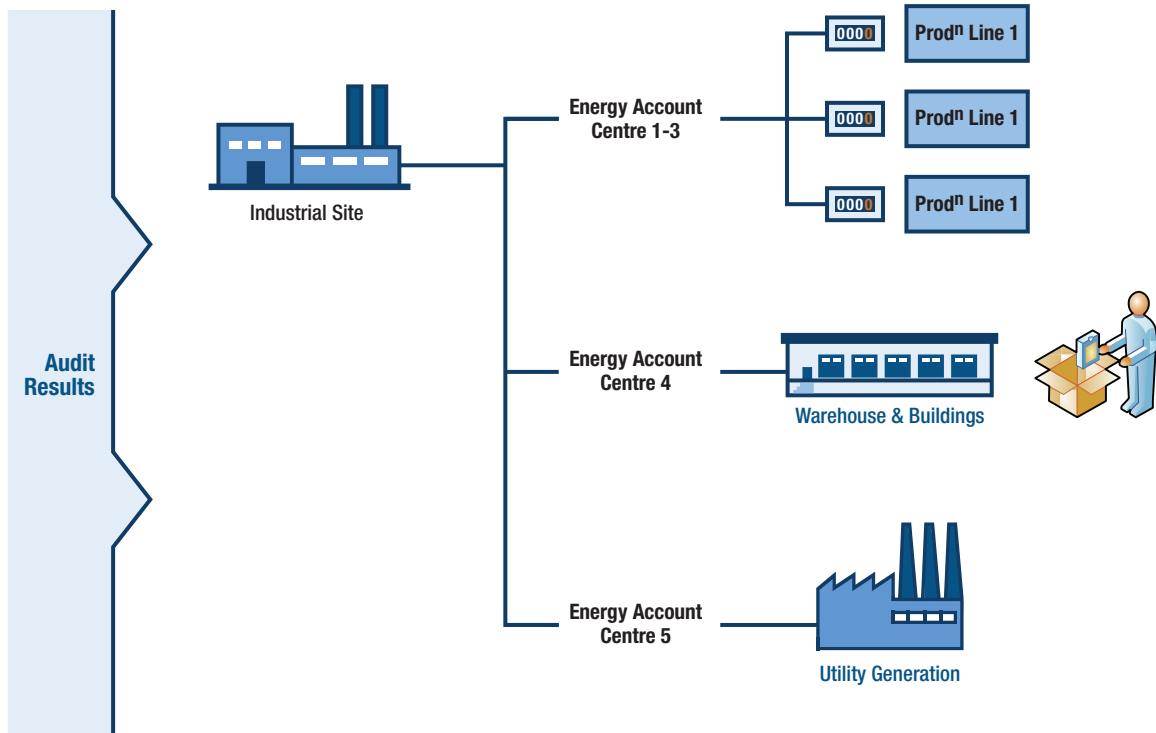 Audit
Results
Industrial Site
Energy Account
Centre 1-3
0000
Prodⁿ Line 1
0000
Prodⁿ Line 1
0000
Prodⁿ Line 1
Energy Account
Centre 4
Warehouse & Buildings
Energy Account
Centre 5
Utility Generation